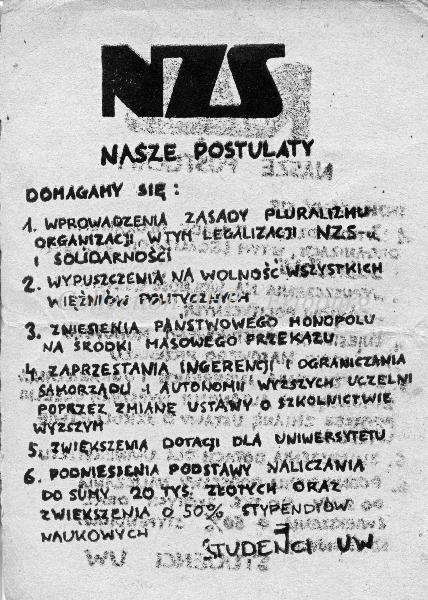 NZS
NASZE POSTULATY
DOMAGAMY SIĘ:
1. WPROWADZENIA ZASADY PLURALIZMU
ORGANIZACJI W TYM LEGALIZACJI NZS-u
I SOLIDARNOŚCI
2. WYPUSZCZENIA NA WOLNOŚĆ WSZYSTKICH
WIĘŹNIÓW POLITYCZNYCH
3. ZNIESIENIA PAŃSTWOWEGO MONOPOLU
NA ŚRODKI MASOWEGO PRZEKAZU
4. ZAPRZESTANIA INGERENCJI I OGRANICZANIA
SAMORZĄDU I AUTONOMII WYŻSZYCH UCZELNI
POPRZEZ ZMIANĘ USTAWY O SZKOLNICTWIE
WYŻSZYM
5. ZWIĘKSZENIA DOTACJI DLA UNIWERSYTETU
6. PODNIESIENIA PODSTAWY NALICZANIA
DO SUMY 20 TYŚ. ZŁOTYCH ORAZ
ZWIĘKSZENIA O 50% STYPENDIÓW
NAUKOWYCH
STUDENCI UW